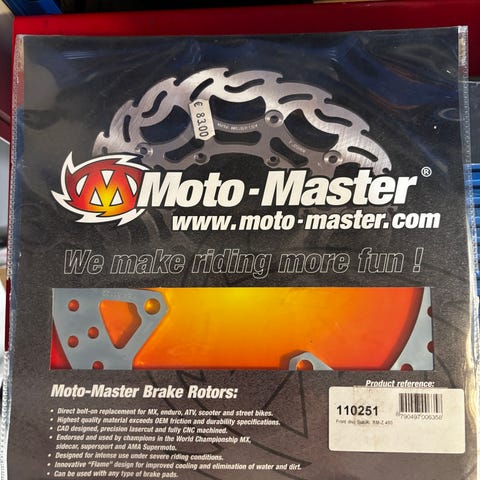 € 83.00
Moto-Master®
www.moto-master.com
We make riding more fun !
Moto-Master Brake Rotors:
• Direct bolt-on replacement for MX, enduro, ATV, scooter and street bikes.
• Highest quality material exceeds OEM friction and durability specifications.
• CAD designed, precision lasercut and fully CNC machined.
• Endorsed and used by champions in the World Championship MX,
sidecar, supersport and AMA Supermoto.
• Designed for intense use under severe riding conditions.
• Innovative "Flame" design for improved cooling and elimination of water and dirt.
• Can be used with any type of brake pads.
Product reference:
110251
Front disc Suzuki RM-Z 450
8790497006358